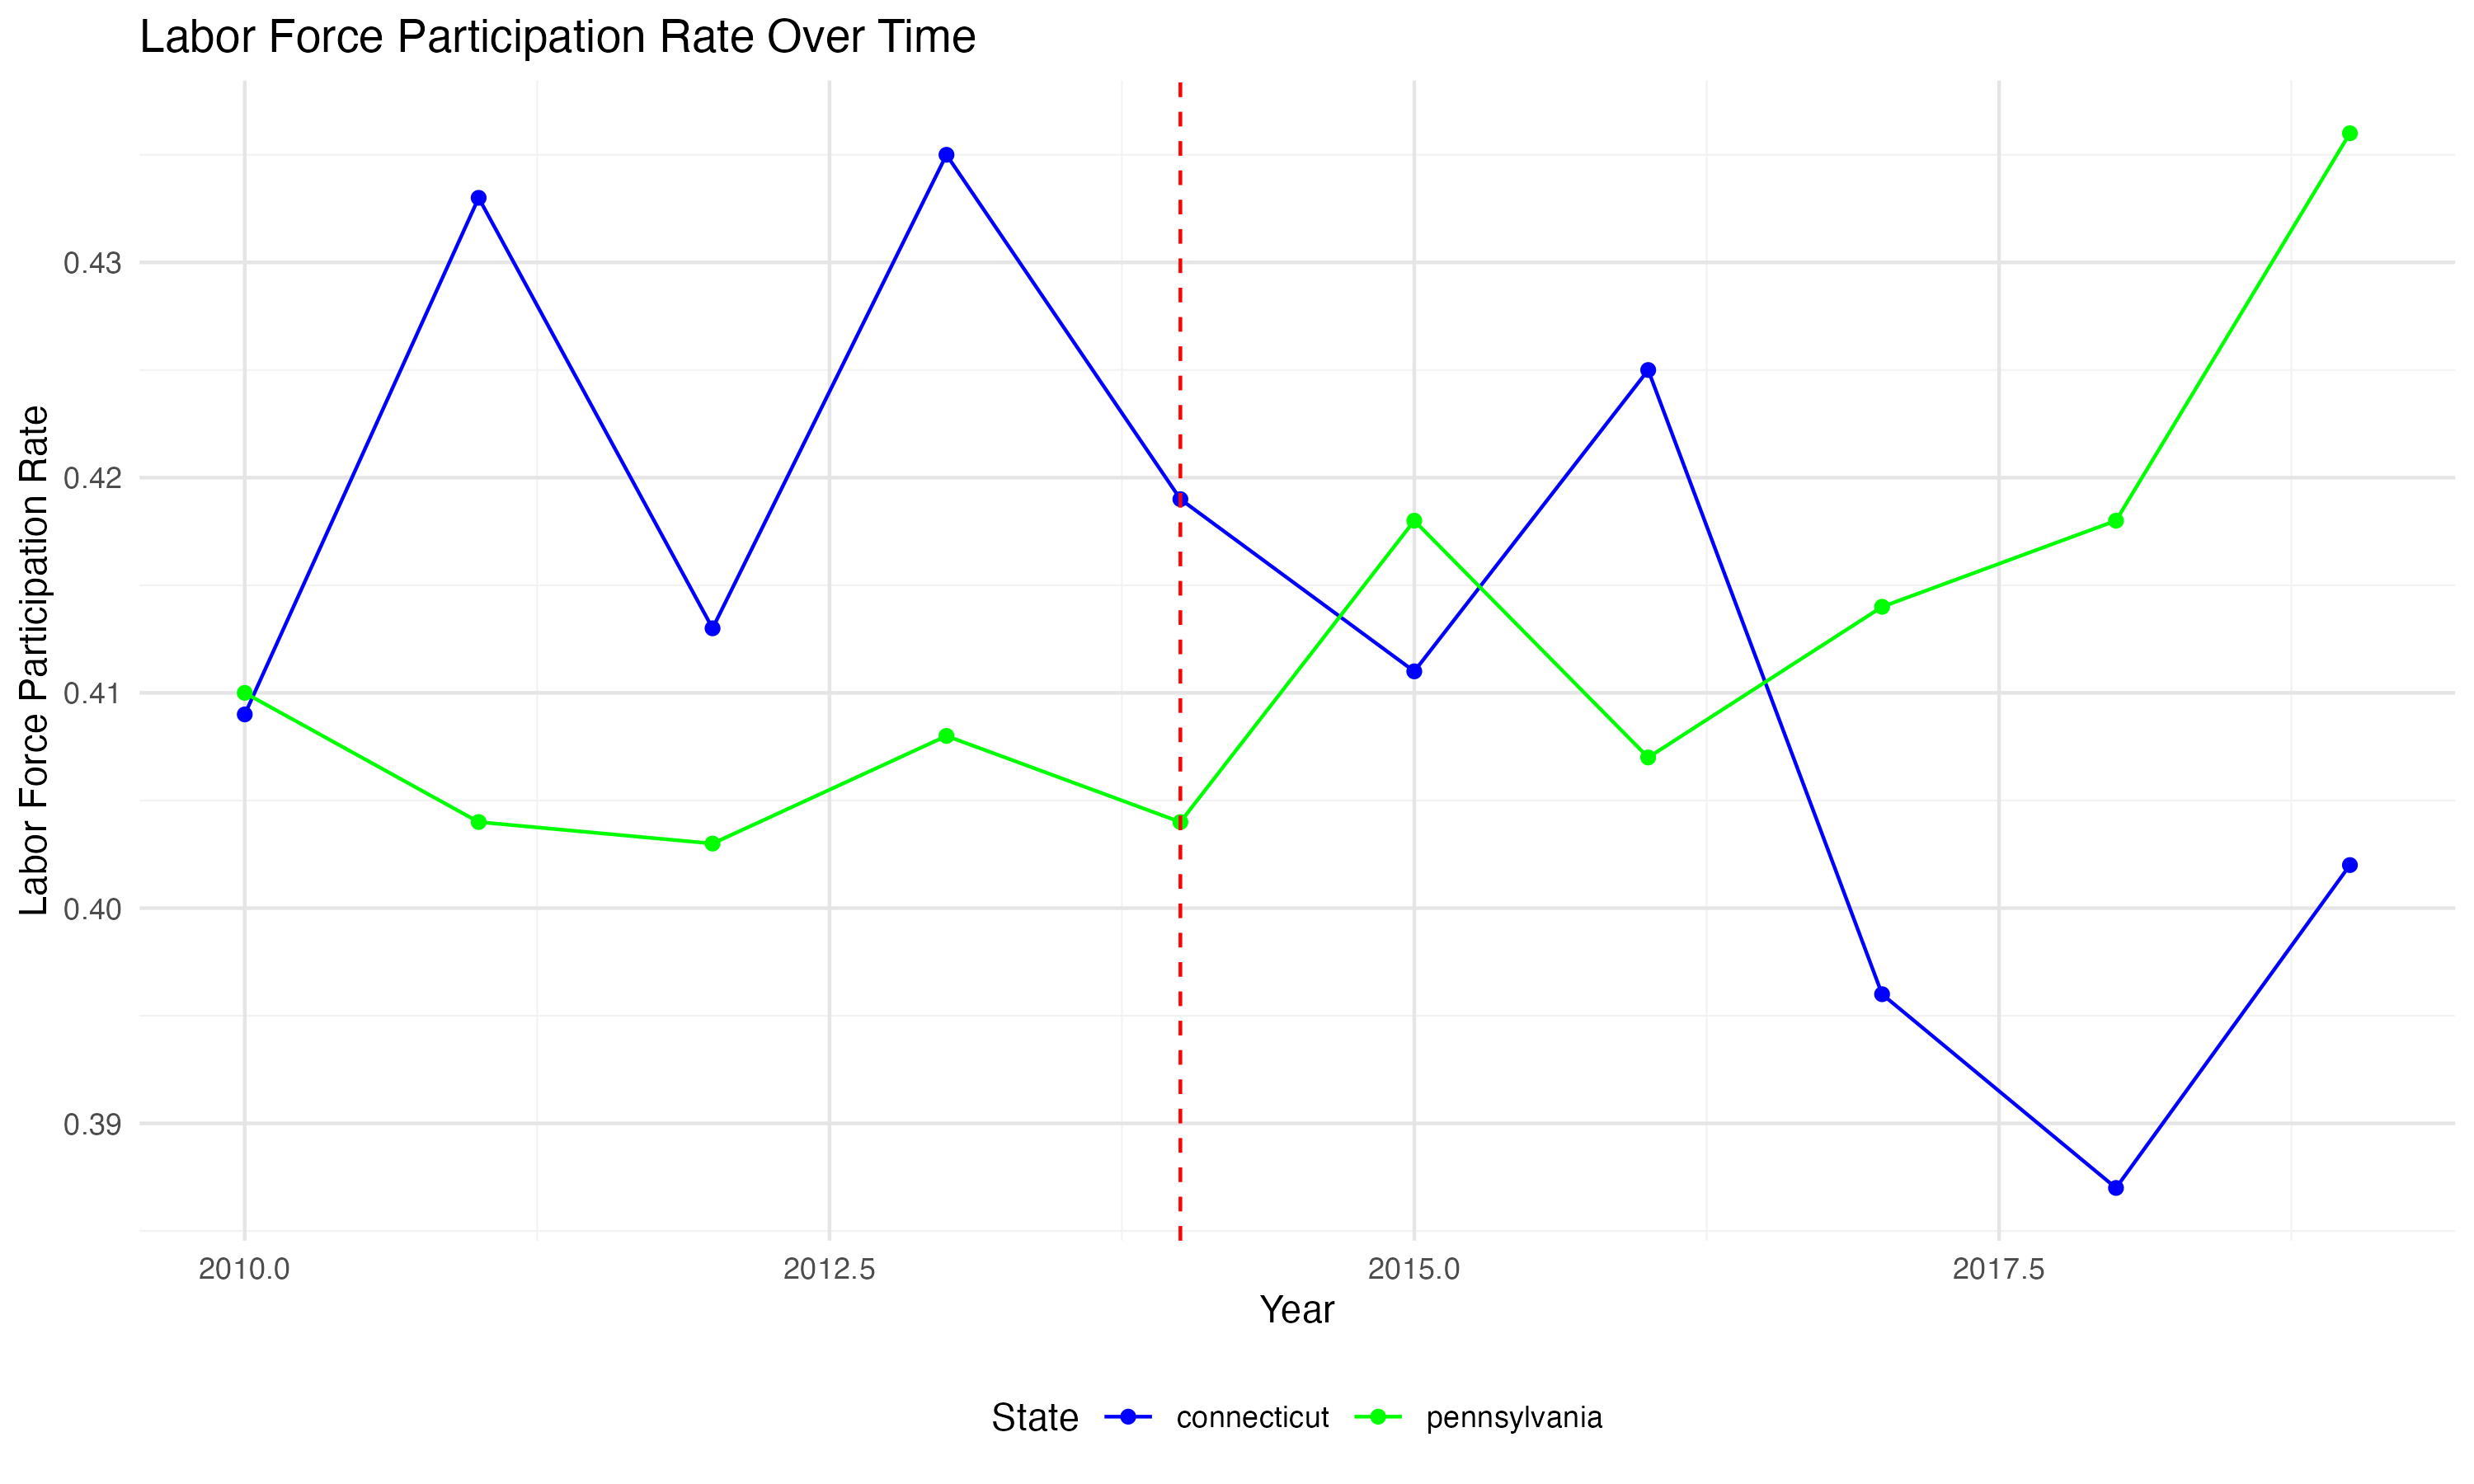 Labor Force Participation Rate Over Time
Labor Force Participation Rate
0.43
0.42
0.41
0.40
0.39
2010.0 2012.5 2015.0 2017.5
Year
State connecticut pennsylvania